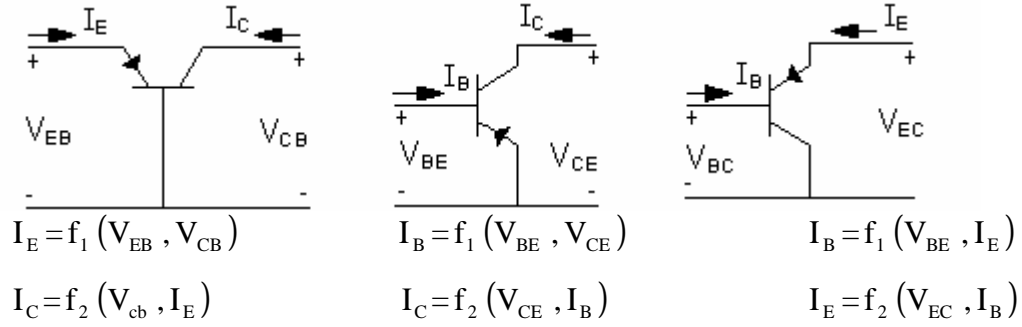 I_E I_C I_C I_E
+ + + +
I_B I_B
+ +
V_EB V_CB V_BE V_CE V_BC V_EC
- - - - - -
I_E = f_1 (V_EB , V_CB) I_B = f_1 (V_BE , V_CE) I_B = f_1 (V_BE , I_E)
I_C = f_2 (V_cb , I_E) I_C = f_2 (V_CE , I_B) I_E = f_2 (V_EC , I_B)